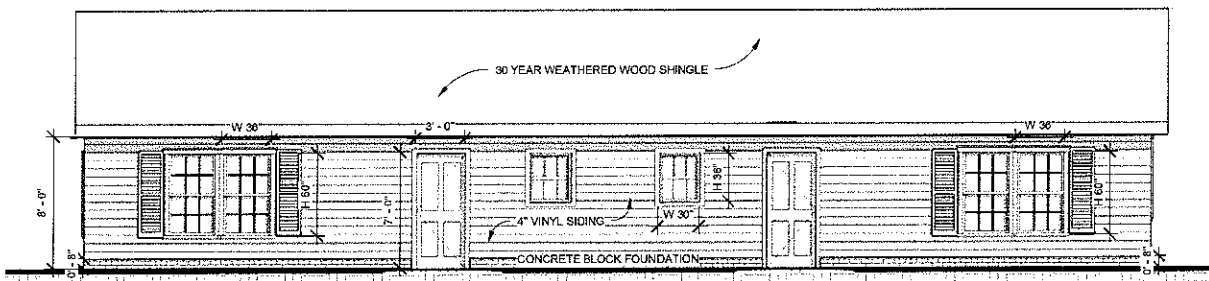 30 YEAR WEATHERED WOOD SHINGLE
W 36"
3' - 0"
W 36"
8' - 0"
H 60"
7' - 0"
H 36"
H 60"
4" VINYL SIDING
W 30"
CONCRETE BLOCK FOUNDATION
0' - 8"
0' - 8"